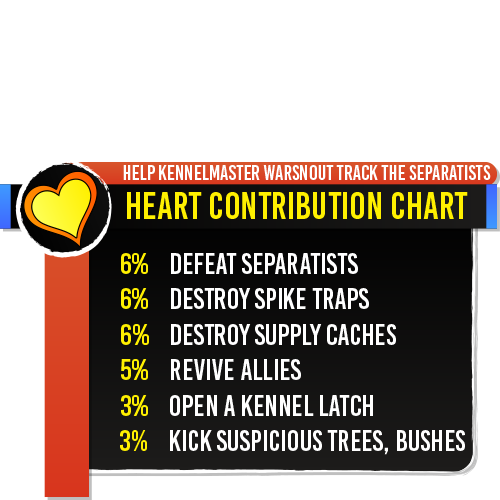 HELP KENNELMASTER WARSNOUT TRACK THE SEPARATISTS
HEART CONTRIBUTION CHART
6% DEFEAT SEPARATISTS
6% DESTROY SPIKE TRAPS
6% DESTROY SUPPLY CACHES
5% REVIVE ALLIES
3% OPEN A KENNEL LATCH
3% KICK SUSPICIOUS TREES, BUSHES